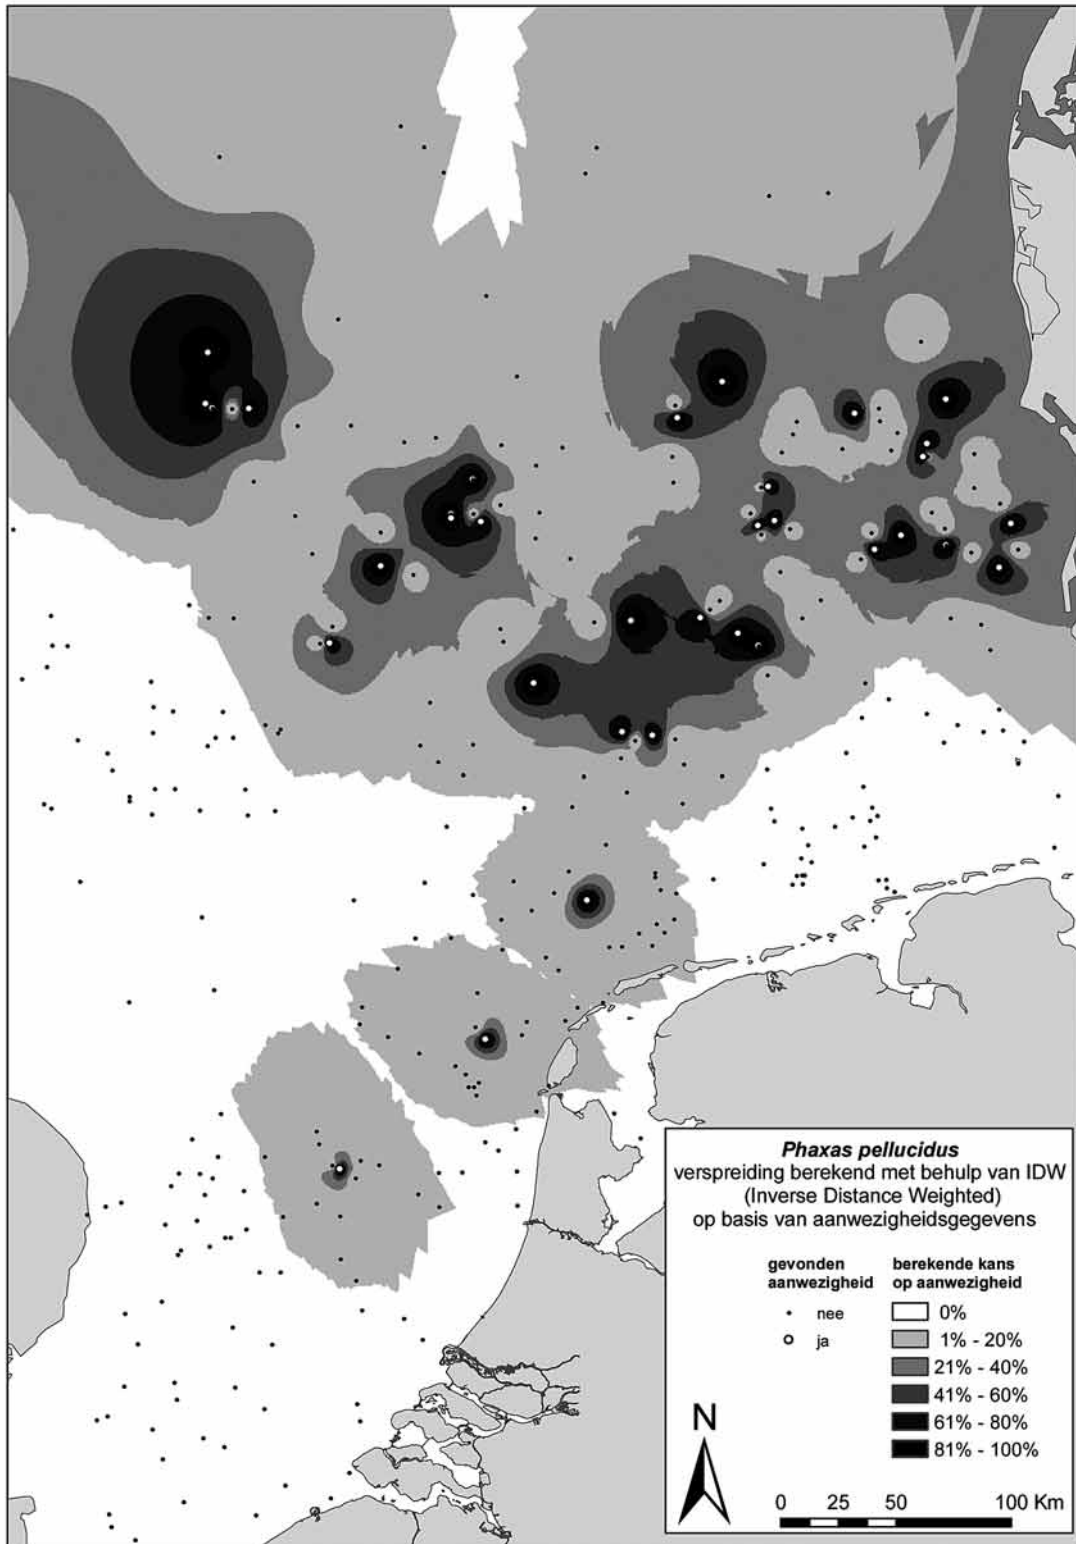 Phaxas pellucidus
verspreiding berekend met behulp van IDW
(Inverse Distance Weighted)
op basis van aanwezigheidsgegevens
gevonden
aanwezigheid
nee
ja
berekende kans
op aanwezigheid
0%
1% - 20%
21% - 40%
41% - 60%
61% - 80%
81% - 100%
N
0 25 50 100 Km